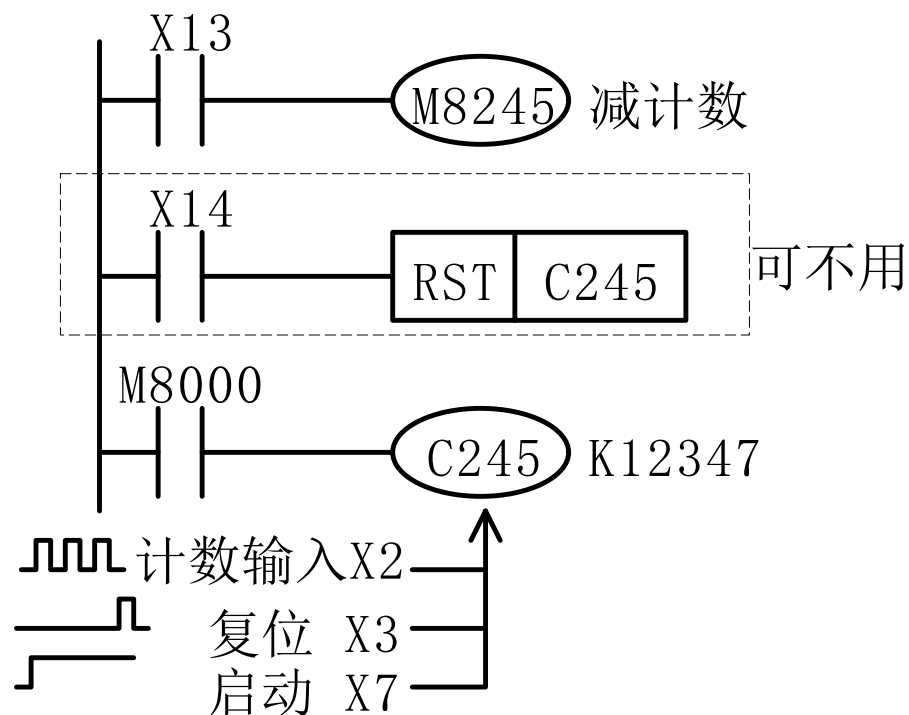 X13
M8245 减计数
X14
RST C245 可不用
M8000
C245 K12347
计数输入X2
复位 X3
启动 X7